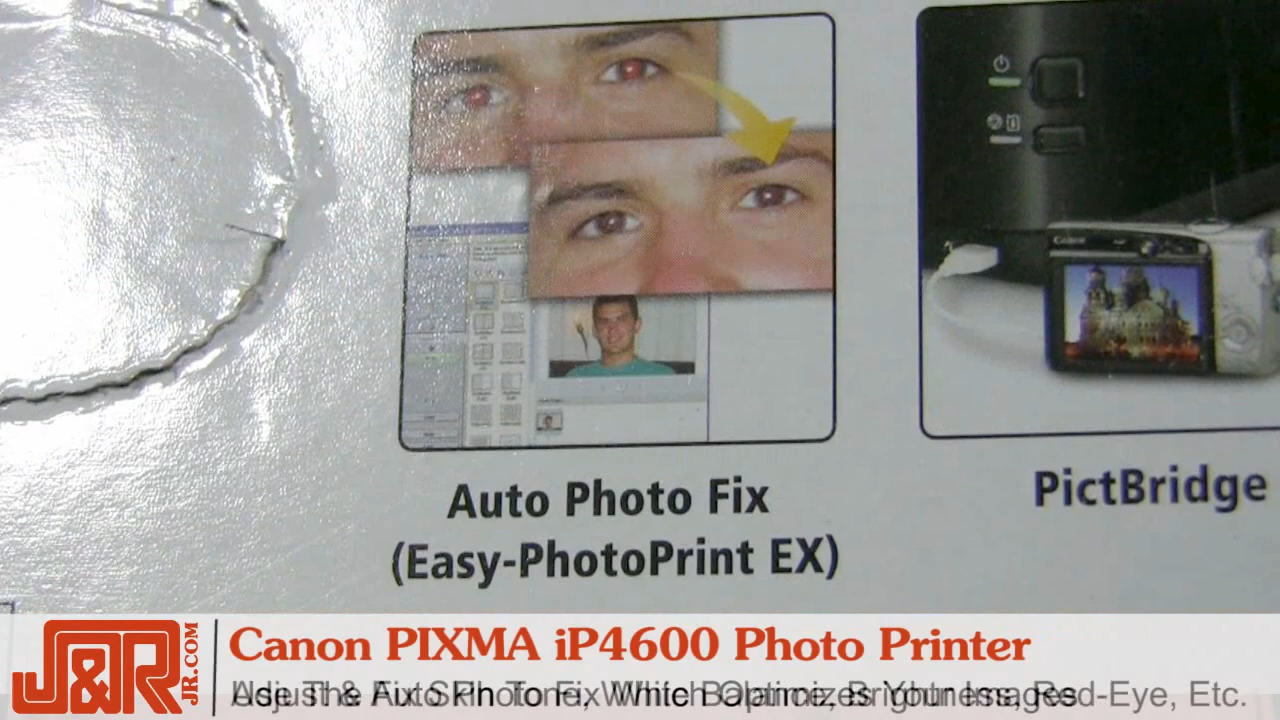 Canon
Auto Photo Fix
(Easy-PhotoPrint EX)
PictBridge
J&R
JR.COM
Canon PIXMA iP4600 Photo Printer